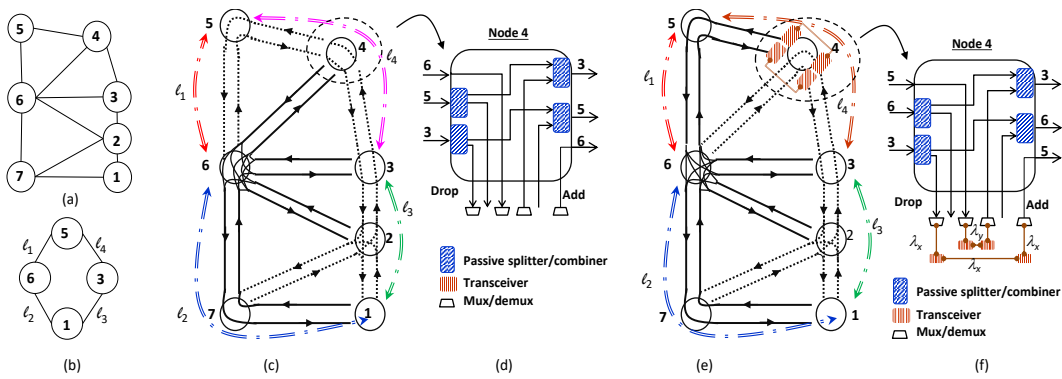 5
4
6
3
2
7
1
(a)
5
l1
l4
6
3
l2
l3
1
(b)
5
4
l4
l1
6
3
l3
2
l2
7
1
(c)
Node 4
6
3
5
5
3
6
Drop
Add
Passive splitter/combiner
Transceiver
Mux/demux
(d)
5
4
l1
l4
6
3
l3
2
l2
7
1
(e)
Node 4
5
3
6
6
3
5
Drop
Add
λx
λy
λx
λx
Passive splitter/combiner
Transceiver
Mux/demux
(f)